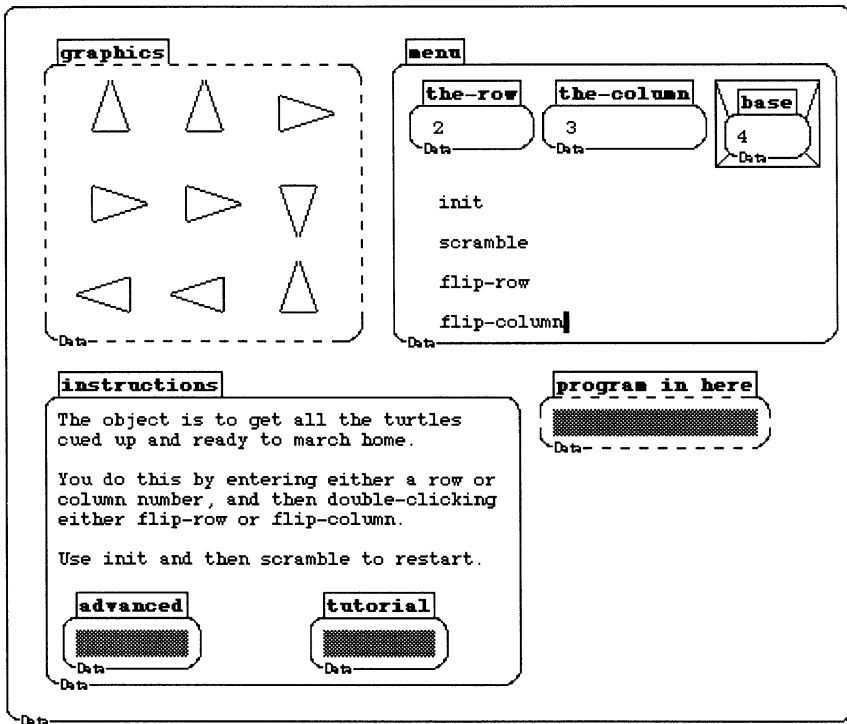 graphics
Data
menu
the-row
2
Data
the-column
3
Data
base
4
Data
init
scramble
flip-row
flip-column
Data
instructions
The object is to get all the turtles
cued up and ready to march home.
You do this by entering either a row or
column number, and then double-clicking
either flip-row or flip-column.
Use init and then scramble to restart.
advanced
Data
tutorial
Data
Data
program in here
Data
Data